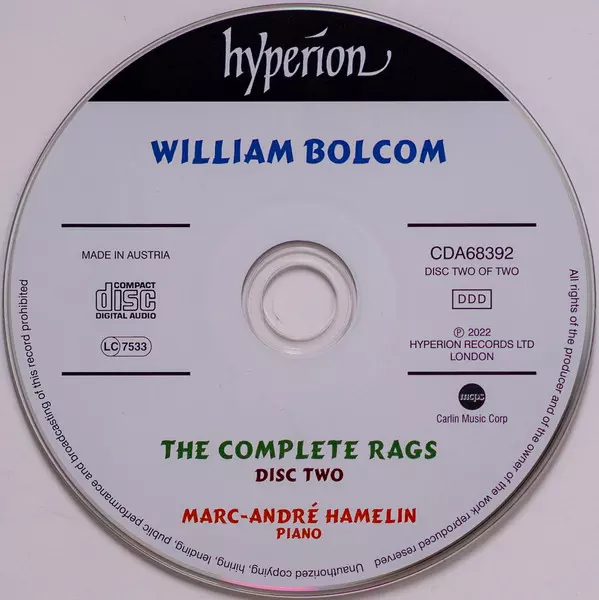 hyperion
WILLIAM BOLCOM
MADE IN AUSTRIA
COMPACT
disc
DIGITAL AUDIO
LC 7533
CDA68392
DISC TWO OF TWO
DDD
℗ 2022
HYPERION RECORDS LTD
LONDON
mcps
Carlin Music Corp
THE COMPLETE RAGS
DISC TWO
MARC-ANDRÉ HAMELIN
PIANO
All rights of the producer and of the owner of the work reproduced reserved
Unauthorized copying, hiring, lending, public performance and broadcasting of this record prohibited